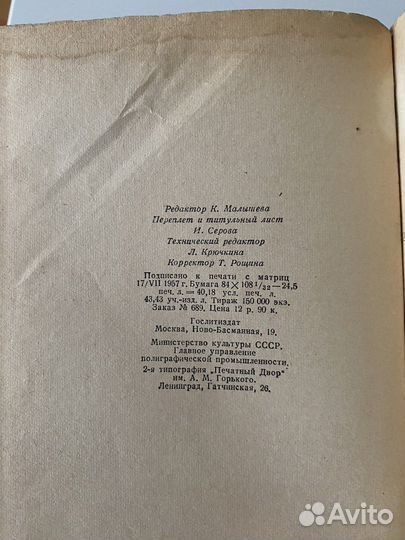 Редактор К. Малышева
Переплет и титульный лист
И. Серова
Технический редактор
Л. Крючкина
Корректор Т. Рощина
Подписано к печати с матриц
17/VII 1957 г. Бумага 84 × 108¹/₃₂—24,5
печ. л. = 40,18 усл. печ. л.
43,43 уч.-изд. л. Тираж 150 000 экз.
Заказ № 689. Цена 12 р. 90 к.
Гослитиздат
Москва, Ново-Басманная, 19.
Министерство культуры СССР.
Главное управление
полиграфической промышленности.
2-я типография „Печатный Двор“
им. А. М. Горького.
Ленинград, Гатчинская, 26.
Avito